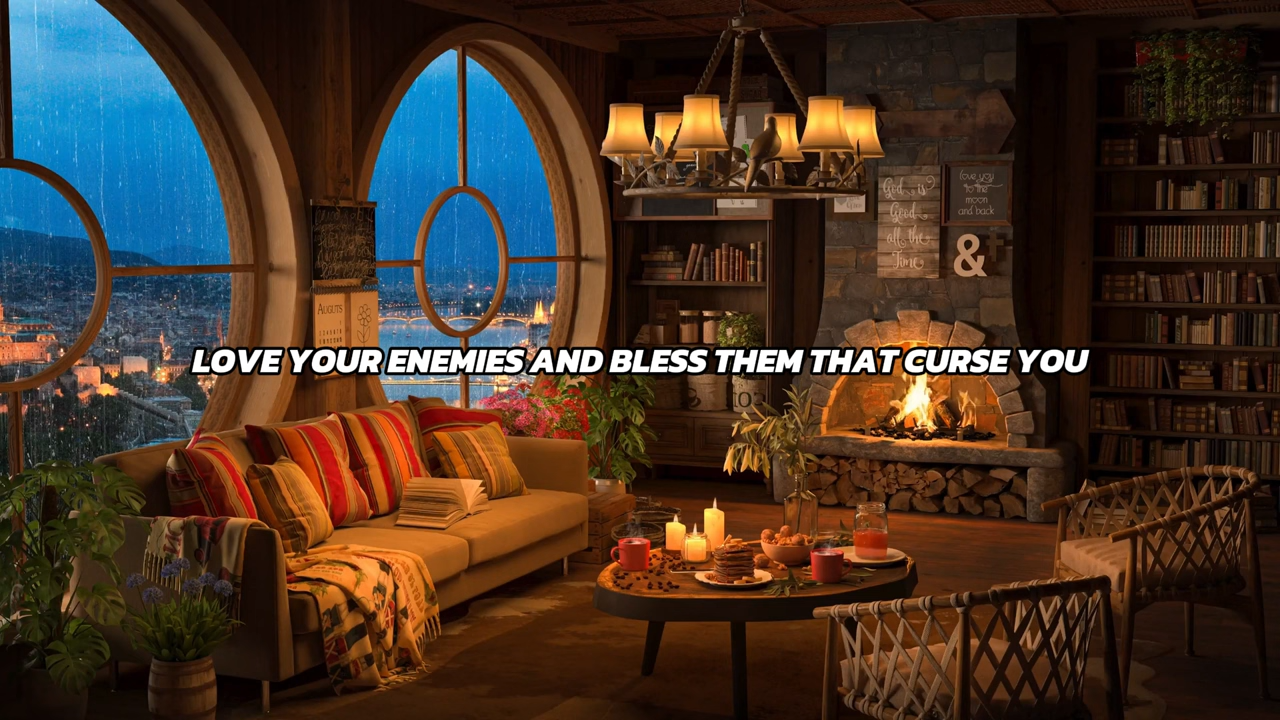 God is
Good
all the
Time
love you
to the
moon
and back
&
AUGUTS
LOVE YOUR ENEMIES AND BLESS THEM THAT CURSE YOU